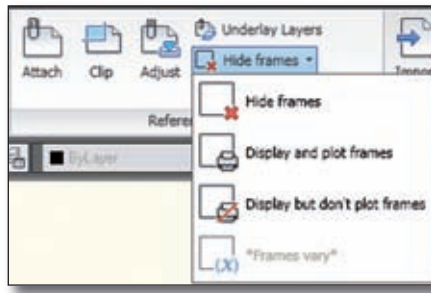 Underlay Layers
Hide frames
Attach Clip Adjust
Hide frames
Display and plot frames
ByLayer
Display but don't plot frames
*Frames vary*
(X)